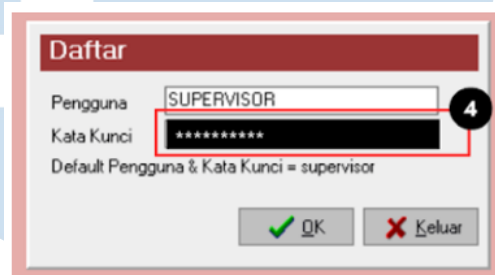 Daftar
Pengguna SUPERVISOR
4
Kata Kunci **********
Default Pengguna & Kata Kunci = supervisor
OK Keluar